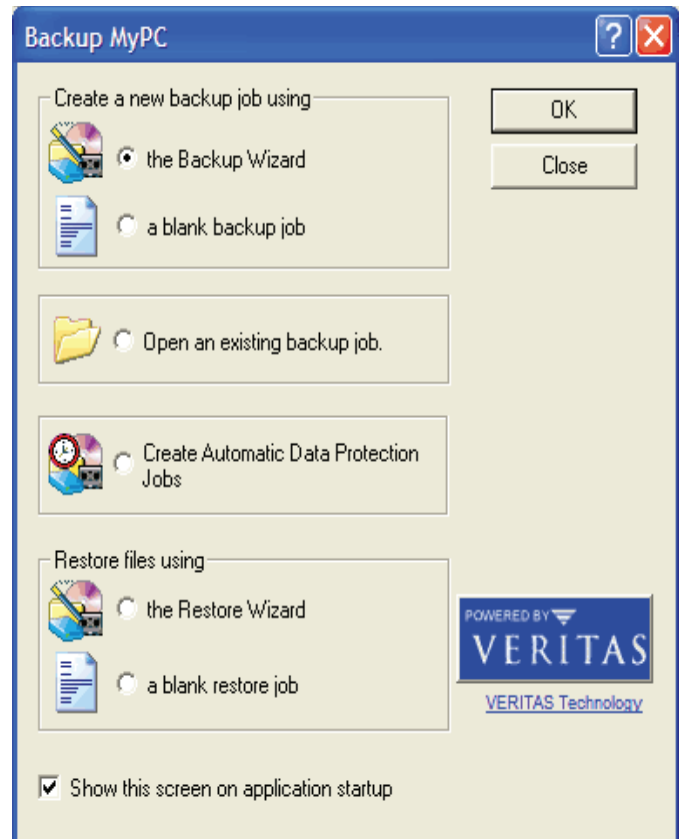 Backup MyPC
Create a new backup job using
the Backup Wizard
a blank backup job
OK
Close
Open an existing backup job.
Create Automatic Data Protection
Jobs
Restore files using
the Restore Wizard
a blank restore job
POWERED BY
VERITAS
VERITAS Technology
Show this screen on application startup